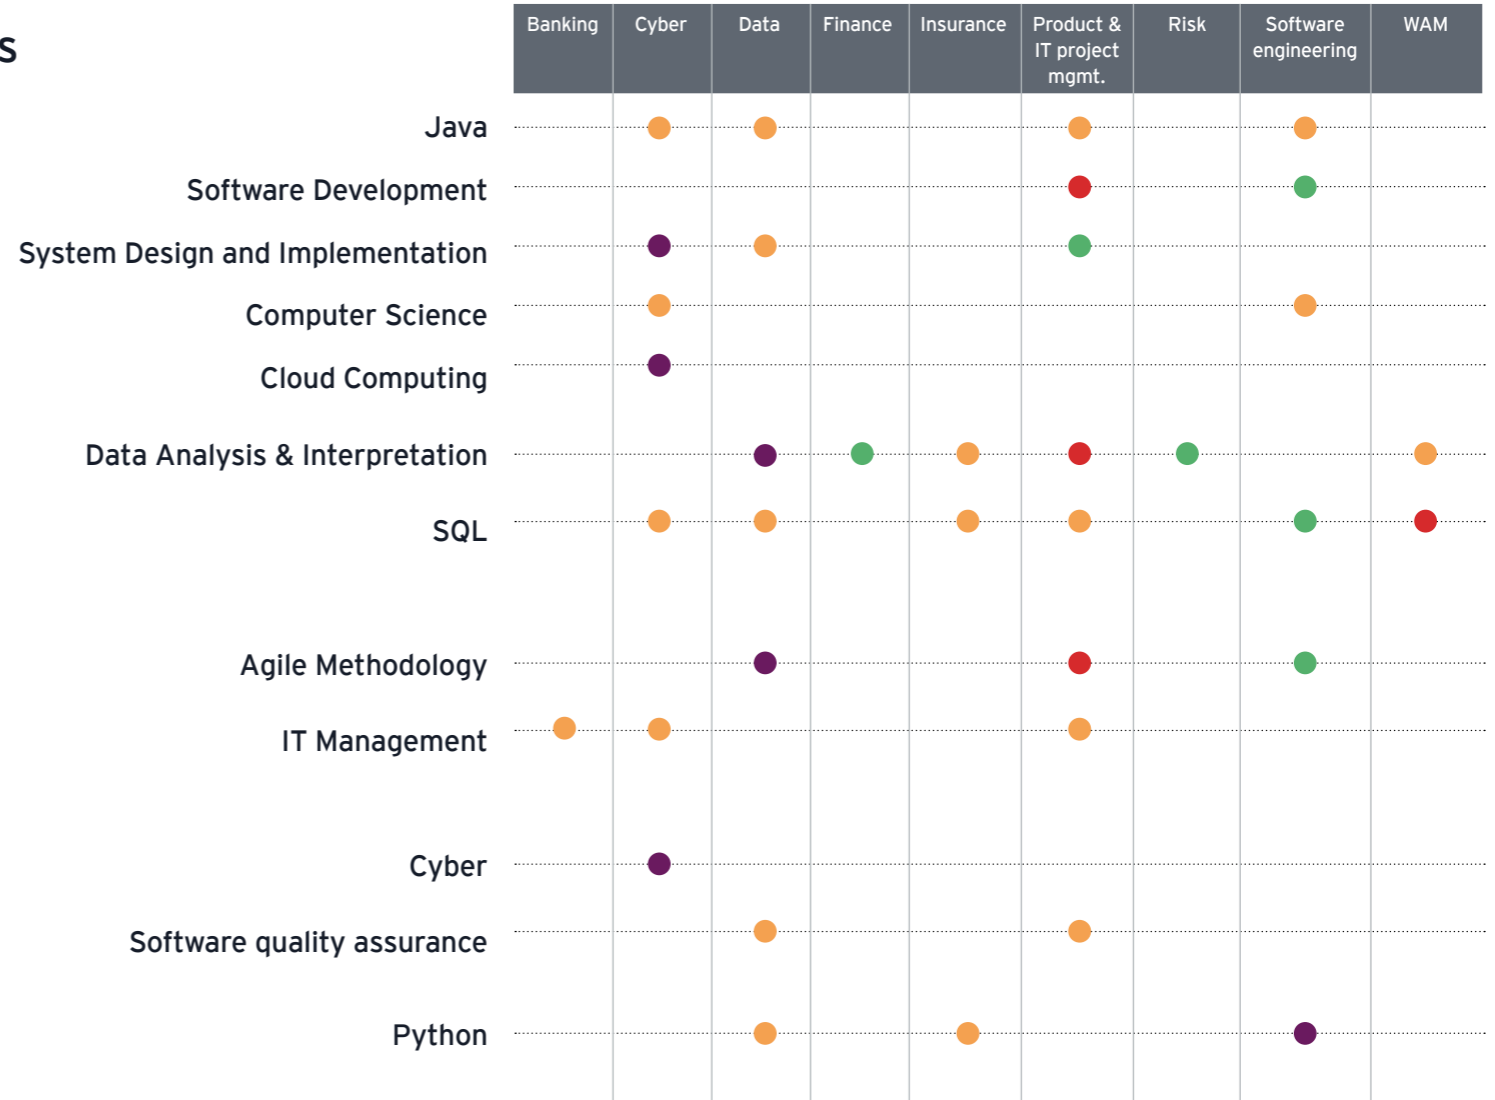 s
Banking
Cyber
Data
Finance
Insurance
Product &
IT project
mgmt.
Risk
Software
engineering
WAM
Java
Software Development
System Design and Implementation
Computer Science
Cloud Computing
Data Analysis & Interpretation
SQL
Agile Methodology
IT Management
Cyber
Software quality assurance
Python